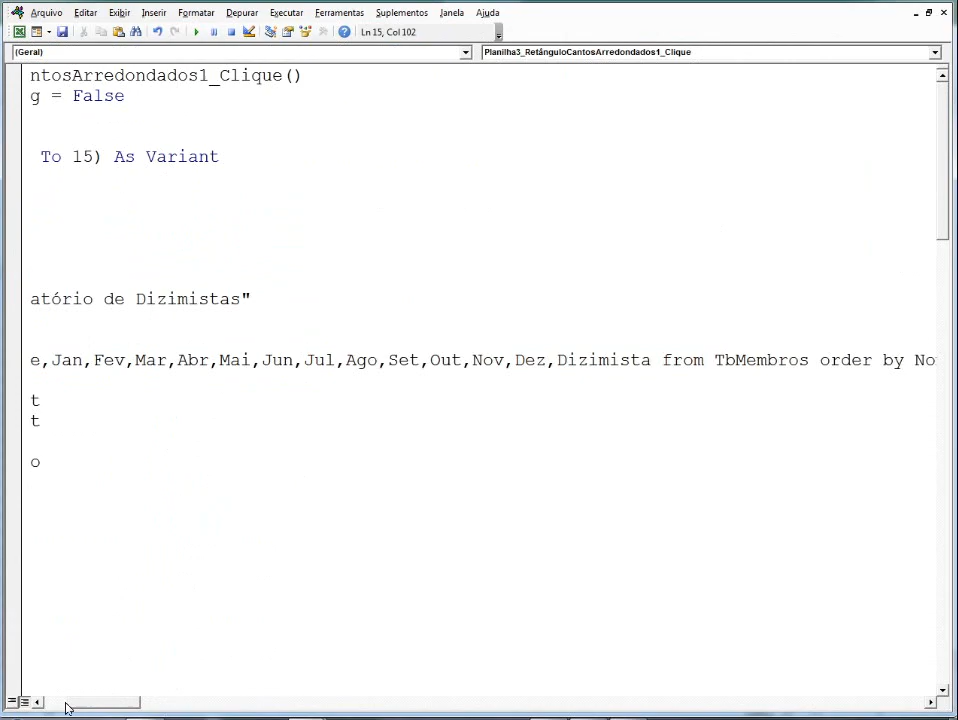 Arquivo Editar Exibir Inserir Formatar Depurar Executar Ferramentas Suplementos Janela Ajuda
Ln 15, Col 102
(Geral) Planilha3_RetânguloCantosArredondados1_Clique
ntosArredondados1_Clique()
g = False
To 15) As Variant
atório de Dizimistas"
e,Jan,Fev,Mar,Abr,Mai,Jun,Jul,Ago,Set,Out,Nov,Dez,Dizimista from TbMembros order by No
t
t
o